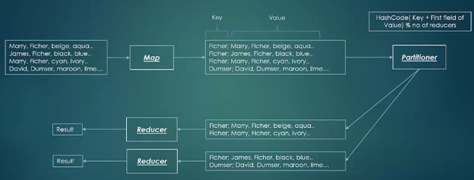 Key
Value
HashCode( Key + First field of
Value) % no of reducers
Marry, Ficher, beige, aqua..
James, Ficher, black, blue..
Marry, Ficher, cyan, ivory..
David, Dumser, maroon, lime...
Map
Ficher; Marry, Ficher, beige, aqua..
Ficher; James, Ficher, black, blue..
Ficher; Marry, Ficher, cyan, ivory..
Dumser; David, Dumser, maroon, lime...
Partitioner
Result
Reducer
Ficher; Marry, Ficher, beige, aqua..
Ficher; Marry, Ficher, cyan, ivory..
Result
Reducer
Ficher; James, Ficher, black, blue..
Dumser; David, Dumser, maroon, lime...